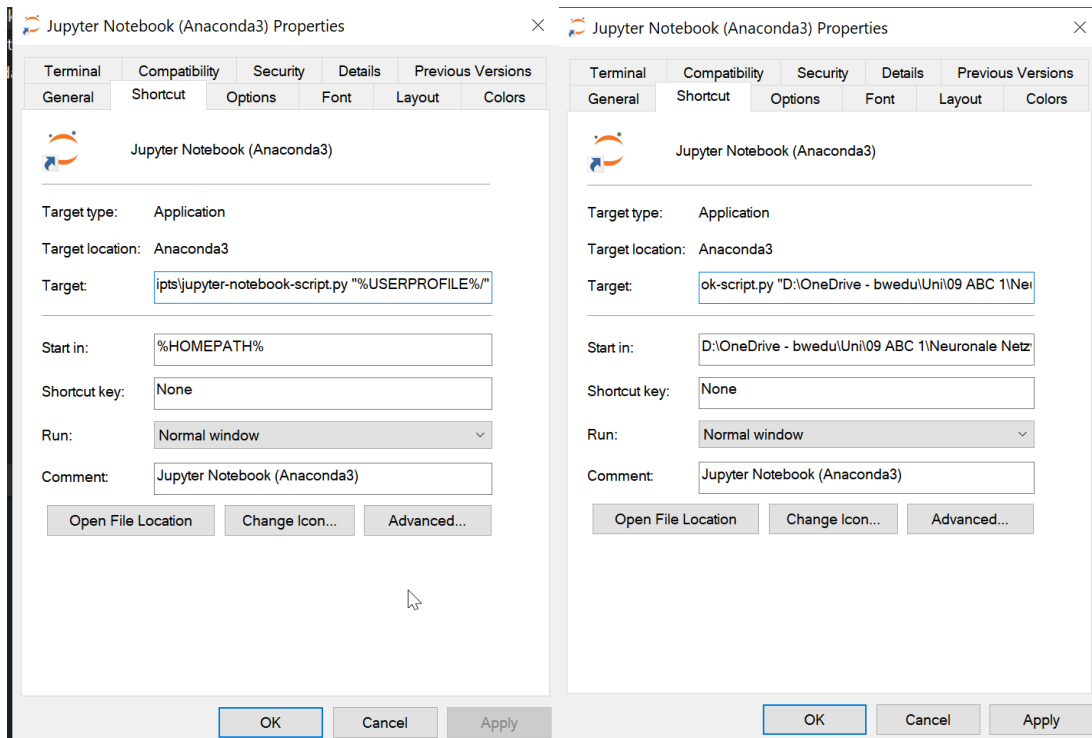 Jupyter Notebook (Anaconda3) Properties
Terminal Compatibility Security Details Previous Versions
General Shortcut Options Font Layout Colors
Jupyter Notebook (Anaconda3)
Target type: Application
Target location: Anaconda3
Target: ipts\jupyter-notebook-script.py "%USERPROFILE%/"
Start in: %HOMEPATH%
Shortcut key: None
Run: Normal window
Comment: Jupyter Notebook (Anaconda3)
Open File Location Change Icon... Advanced...
OK Cancel Apply
Jupyter Notebook (Anaconda3) Properties
Terminal Compatibility Security Details Previous Versions
General Shortcut Options Font Layout Colors
Jupyter Notebook (Anaconda3)
Target type: Application
Target location: Anaconda3
Target: ok-script.py "D:\OneDrive - bwedu\Uni\09 ABC 1\Neu
Start in: D:\OneDrive - bwedu\Uni\09 ABC 1\Neuronale Netz
Shortcut key: None
Run: Normal window
Comment: Jupyter Notebook (Anaconda3)
Open File Location Change Icon... Advanced...
OK Cancel Apply